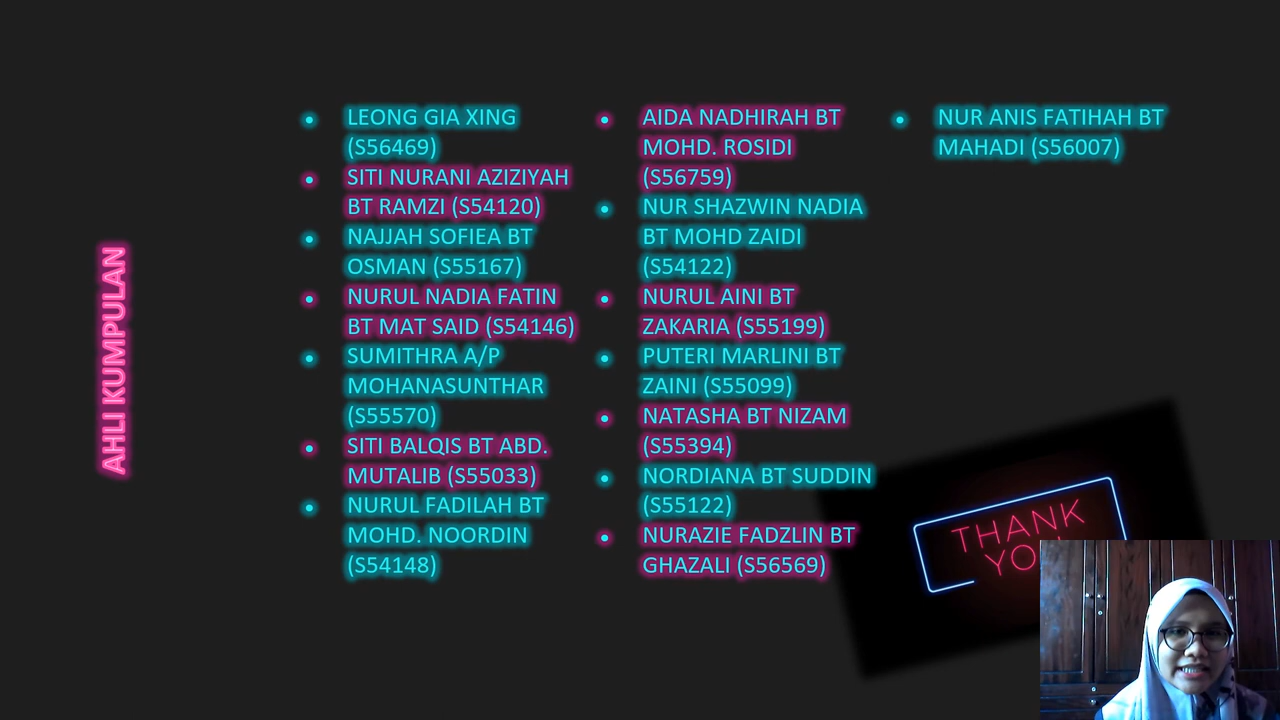 AHLI KUMPULAN
LEONG GIA XING
(S56469)
SITI NURANI AZIZIYAH
BT RAMZI (S54120)
NAJJAH SOFIEA BT
OSMAN (S55167)
NURUL NADIA FATIN
BT MAT SAID (S54146)
SUMITHRA A/P
MOHANASUNTHAR
(S55570)
SITI BALQIS BT ABD.
MUTALIB (S55033)
NURUL FADILAH BT
MOHD. NOORDIN
(S54148)
AIDA NADHIRAH BT
MOHD. ROSIDI
(S56759)
NUR SHAZWIN NADIA
BT MOHD ZAIDI
(S54122)
NURUL AINI BT
ZAKARIA (S55199)
PUTERI MARLINI BT
ZAINI (S55099)
NATASHA BT NIZAM
(S55394)
NORDIANA BT SUDDIN
(S55122)
NURAZIE FADZLIN BT
GHAZALI (S56569)
NUR ANIS FATIHAH BT
MAHADI (S56007)
THANK
YOU